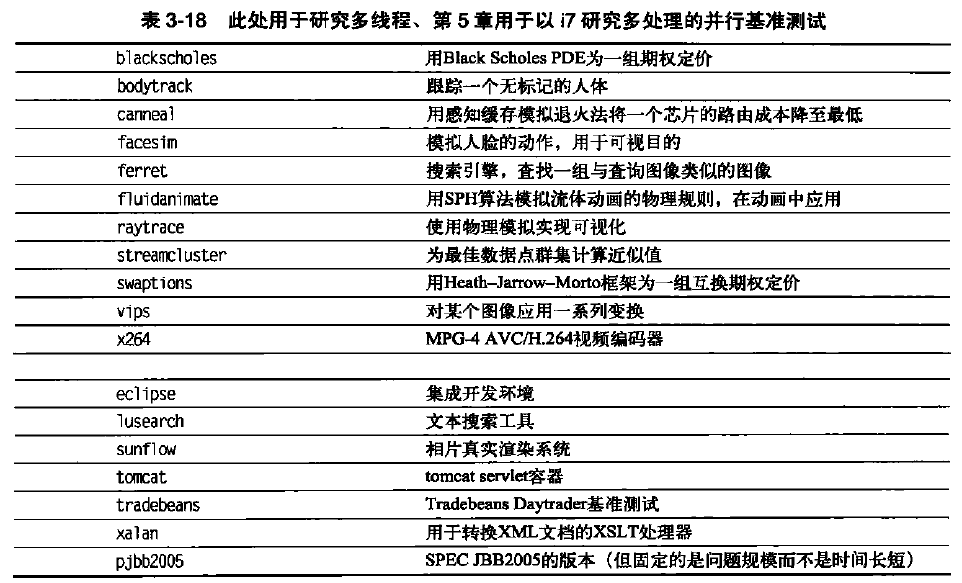 表 3-18 此处用于研究多线程、第 5 章用于以 i7 研究多处理的并行基准测试
blackscholes 用Black Scholes PDE为一组期权定价
bodytrack 跟踪一个无标记的人体
canneal 用感知缓存模拟退火法将一个芯片的路由成本降至最低
facesim 模拟人脸的动作，用于可视目的
ferret 搜索引擎，查找一组与查询图像类似的图像
fluidanimate 用SPH算法模拟流体动画的物理规则，在动画中应用
raytrace 使用物理模拟实现可视化
streamcluster 为最佳数据点群集计算近似值
swaptions 用Heath–Jarrow–Morto框架为一组互换期权定价
vips 对某个图像应用一系列变换
x264 MPG-4 AVC/H.264视频编码器
eclipse 集成开发环境
lusearch 文本搜索工具
sunflow 相片真实渲染系统
tomcat tomcat servlet容器
tradebeans Tradebeans Daytrader基准测试
xalan 用于转换XML文档的XSLT处理器
pjbb2005 SPEC JBB2005的版本（但固定的是问题规模而不是时间长短）